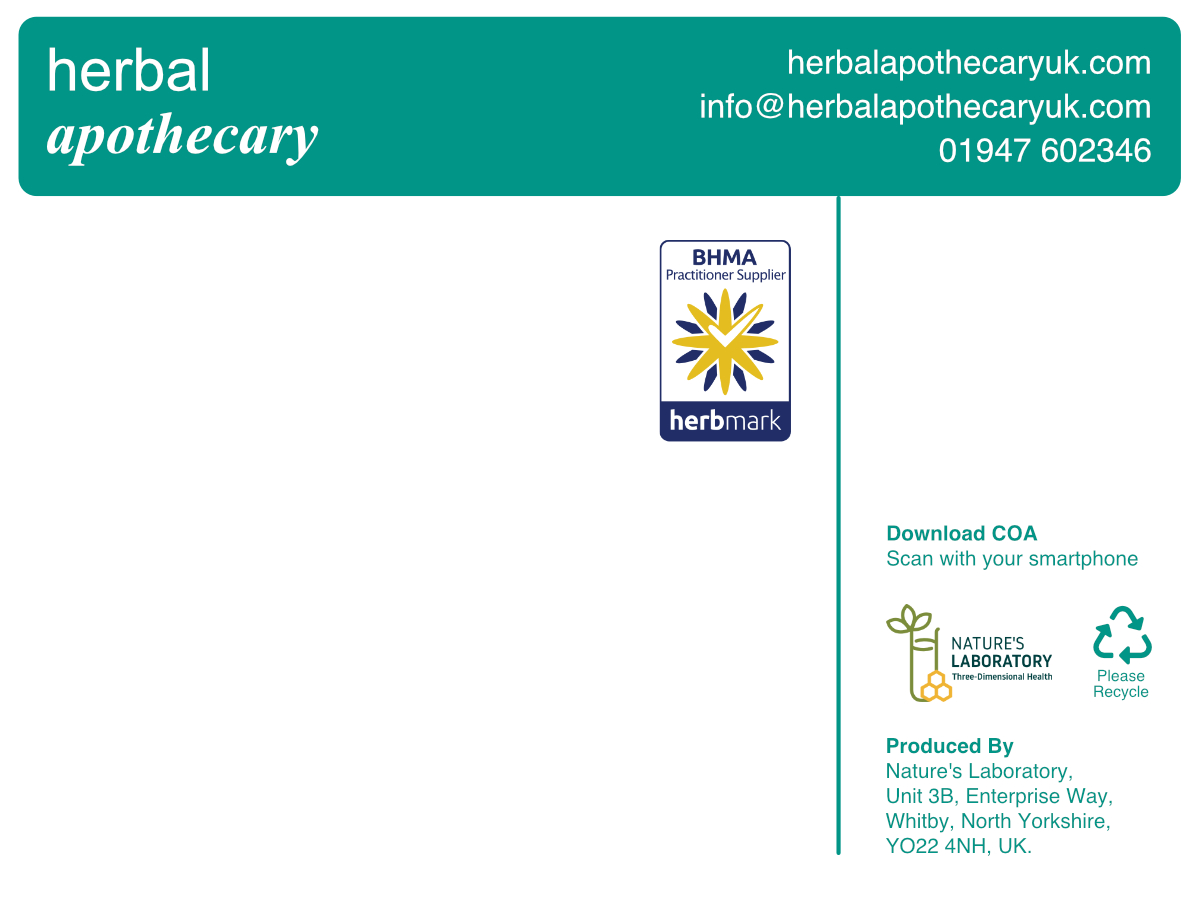 herbal
apothecary
herbalapothecaryuk.com
info@herbalapothecaryuk.com
01947 602346
BHMA
Practitioner Supplier
herbmark
Download COA
Scan with your smartphone
NATURE'S
LABORATORY
Three-Dimensional Health
Please
Recycle
Produced By
Nature's Laboratory,
Unit 3B, Enterprise Way,
Whitby, North Yorkshire,
YO22 4NH, UK.